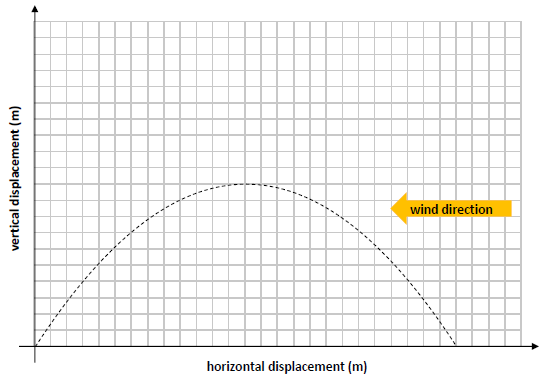 vertical displacement (m)
wind direction
horizontal displacement (m)